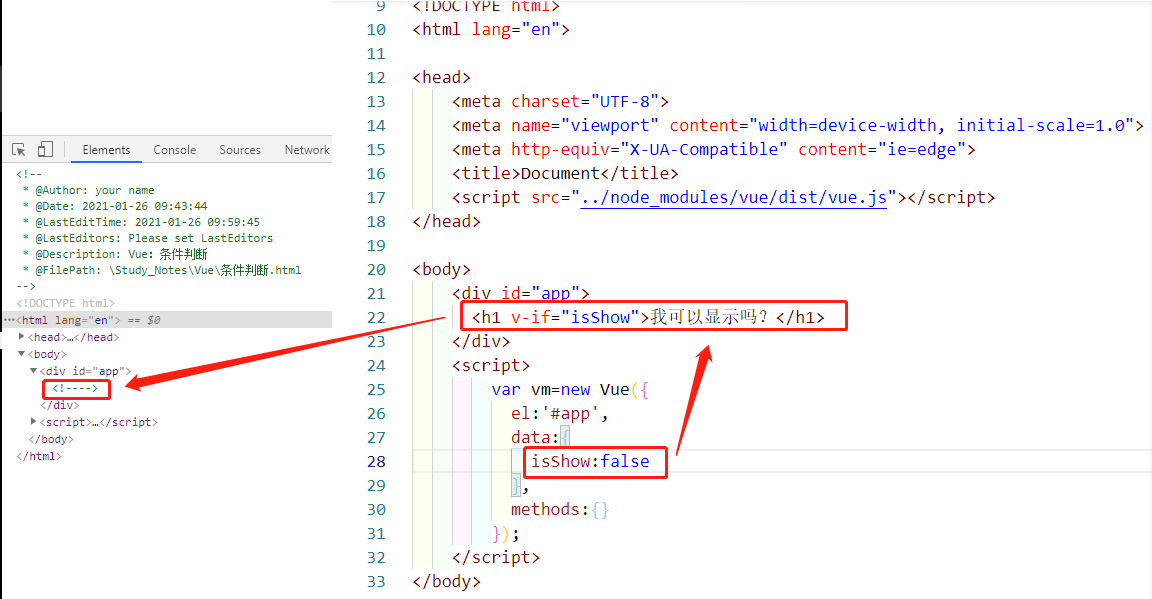 Elements Console Sources Network
<!--
* @Author: your name
* @Date: 2021-01-26 09:43:44
* @LastEditTime: 2021-01-26 09:59:45
* @LastEditors: Please set LastEditors
* @Description: Vue: 条件判断
* @FilePath: \Study_Notes\Vue\条件判断.html
-->
<!DOCTYPE html>
<html lang="en"> == $0
<head>…</head>
<body>
<div id="app">
<!---->
</div>
<script>…</script>
</body>
</html>
9 <!DOCTYPE html>
10 <html lang="en">
11
12 <head>
13 <meta charset="UTF-8">
14 <meta name="viewport" content="width=device-width, initial-scale=1.0">
15 <meta http-equiv="X-UA-Compatible" content="ie=edge">
16 <title>Document</title>
17 <script src="../node_modules/vue/dist/vue.js"></script>
18 </head>
19
20 <body>
21 <div id="app">
22 <h1 v-if="isShow">我可以显示吗？</h1>
23 </div>
24 <script>
25 var vm=new Vue({
26 el:'#app',
27 data:{
28 isShow:false
29 },
30 methods:{}
31 });
32 </script>
33 </body>